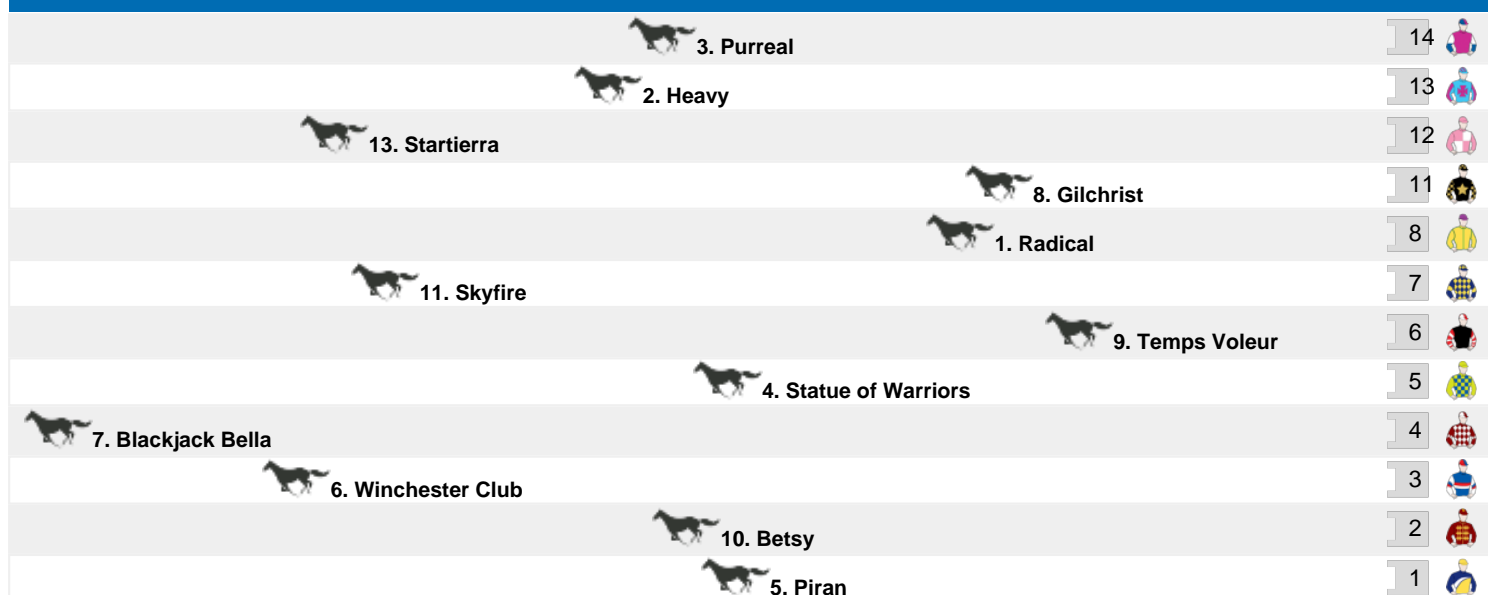 3. Purreal 14
2. Heavy 13
13. Startierra 12
8. Gilchrist 11
1. Radical 8
11. Skyfire 7
9. Temps Voleur 6
4. Statue of Warriors 5
7. Blackjack Bella 4
6. Winchester Club 3
10. Betsy 2
5. Piran 1